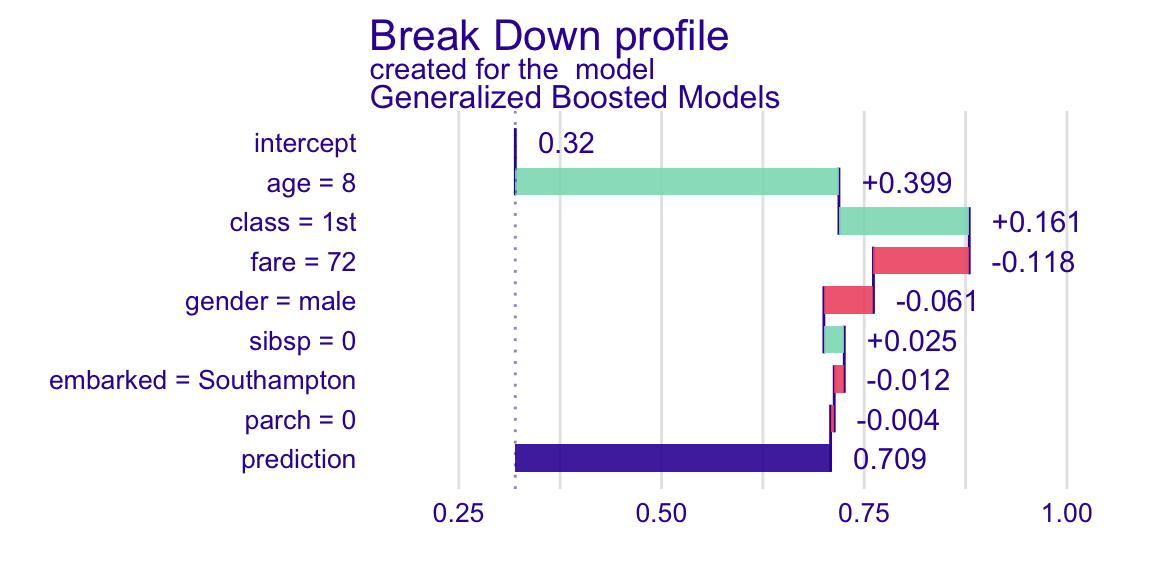 Break Down profile
created for the  model
Generalized Boosted Models
intercept 0.32
age = 8 +0.399
class = 1st +0.161
fare = 72 -0.118
gender = male -0.061
sibsp = 0 +0.025
embarked = Southampton -0.012
parch = 0 -0.004
prediction 0.709
0.25 0.50 0.75 1.00